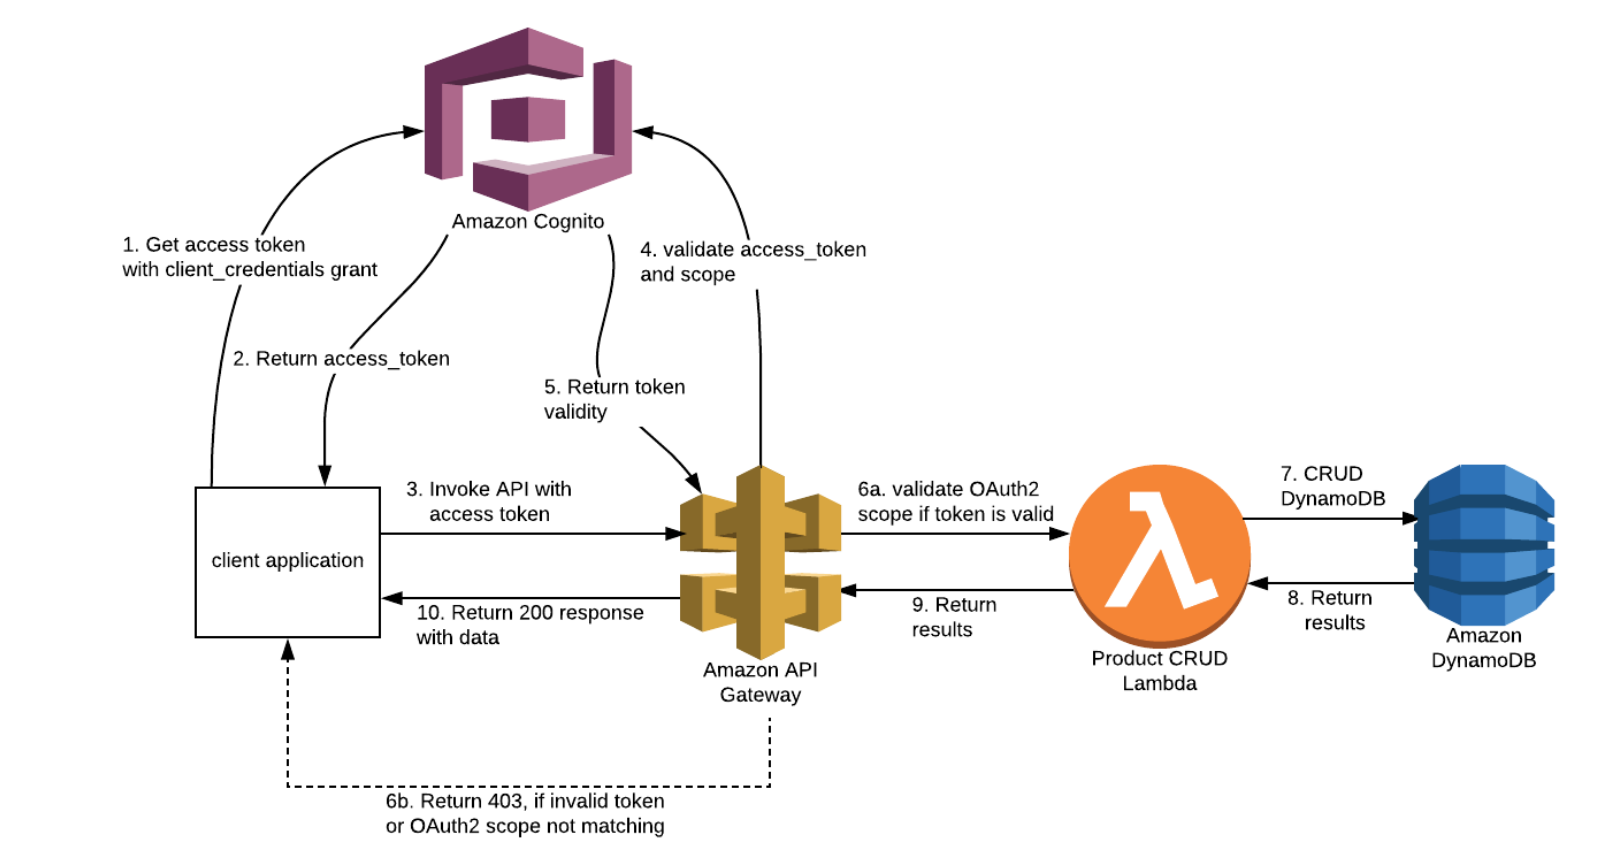 Amazon Cognito
1. Get access token
with client_credentials grant
2. Return access_token
4. validate access_token
and scope
5. Return token
validity
client application
3. Invoke API with
access token
10. Return 200 response
with data
Amazon API
Gateway
6a. validate OAuth2
scope if token is valid
9. Return
results
Product CRUD
Lambda
7. CRUD
DynamoDB
8. Return
results
Amazon
DynamoDB
6b. Return 403, if invalid token
or OAuth2 scope not matching